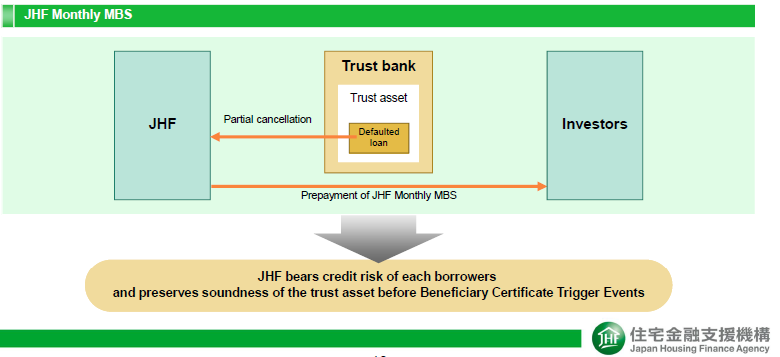 JHF Monthly MBS
Trust bank
Trust asset
JHF
Partial cancellation
Defaulted
loan
Investors
Prepayment of JHF Monthly MBS
JHF bears credit risk of each borrowers
and preserves soundness of the trust asset before Beneficiary Certificate Trigger Events
JHF
住宅金融支援機構
Japan Housing Finance Agency